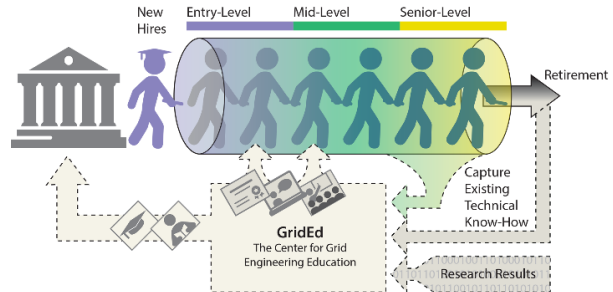 New
Hires
Entry-Level
Mid-Level
Senior-Level
Retirement
Capture
Existing
Technical
Know-How
GridEd
The Center for Grid
Engineering Education
Research Results